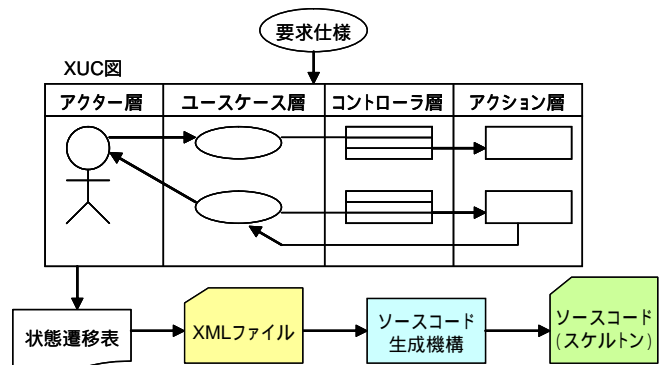 要求仕様
XUC図
アクター層
ユースケース層
コントローラ層
アクション層
状態遷移表
XMLファイル
ソースコード
生成機構
ソースコード
(スケルトン)